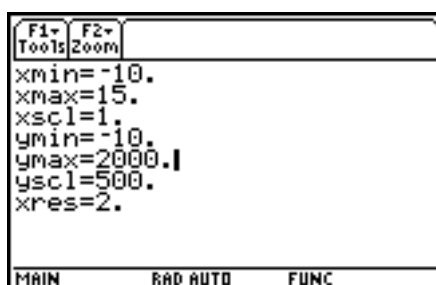 F1▾ F2▾
Tools Zoom
xmin=⁻10.
xmax=15.
xscl=1.
ymin=⁻10.
ymax=2000.
yscl=500.
xres=2.
MAIN RAD AUTO FUNC